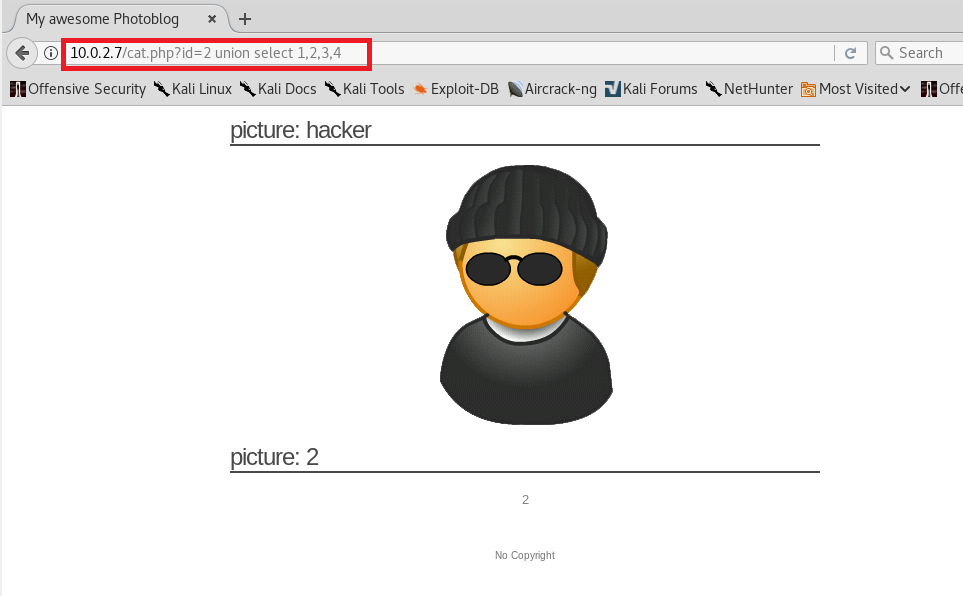 My awesome Photoblog × +
10.0.2.7/cat.php?id=2 union select 1,2,3,4 Search
Offensive Security Kali Linux Kali Docs Kali Tools Exploit-DB Aircrack-ng Kali Forums NetHunter Most Visited Offe
picture: hacker
picture: 2
2
No Copyright